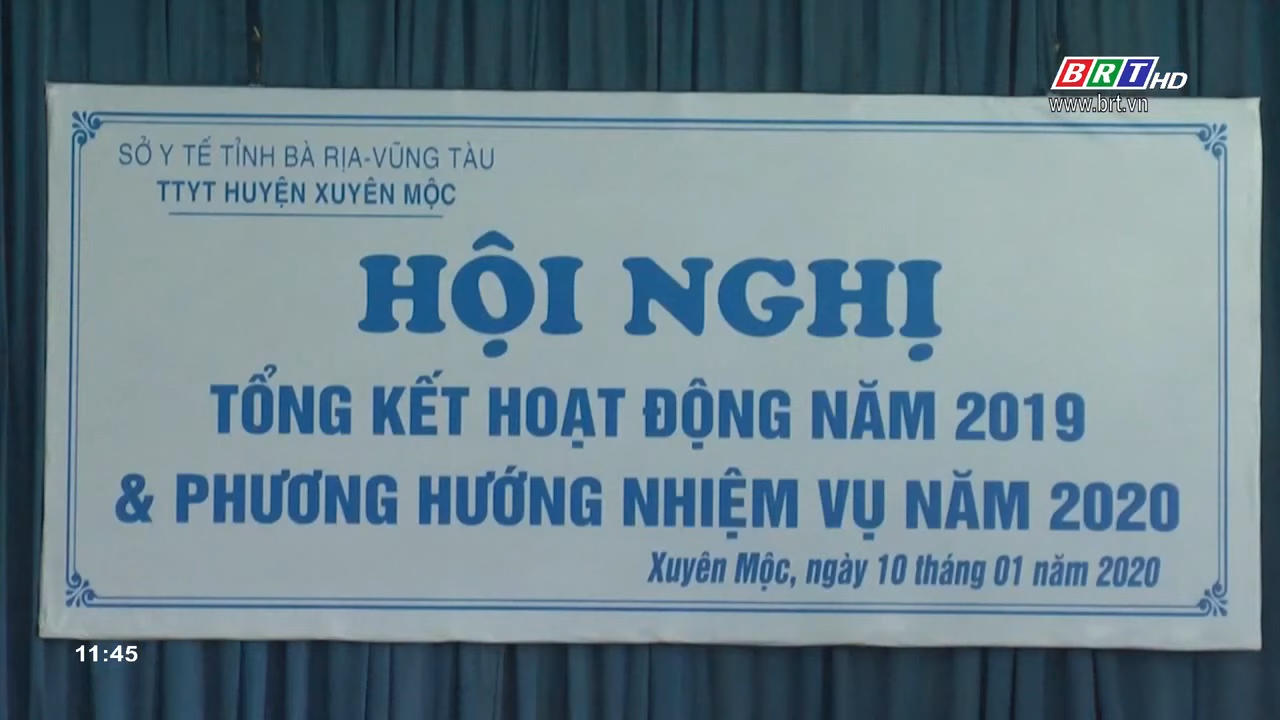 BRT HD
www.brt.vn
SỞ Y TẾ TỈNH BÀ RỊA-VŨNG TÀU
TTYT HUYỆN XUYÊN MỘC
HỘI NGHỊ
TỔNG KẾT HOẠT ĐỘNG NĂM 2019
& PHƯƠNG HƯỚNG NHIỆM VỤ NĂM 2020
Xuyên Mộc, ngày 10 tháng 01 năm 2020
11:45